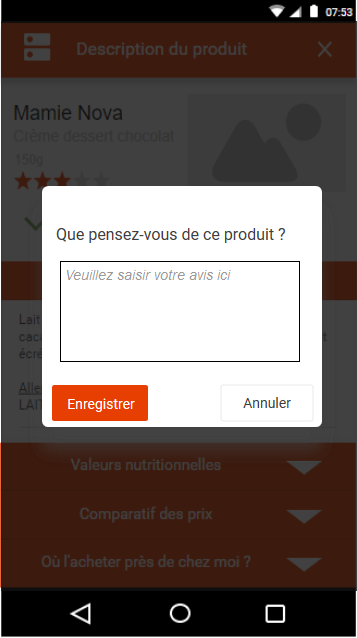 07:53
Description du produit
Mamie Nova
Crème dessert chocolat
150g
Que pensez-vous de ce produit ?
Veuillez saisir votre avis ici
Lait
caca
t
écré
Enregistrer
Annuler
Alle
LAIT
Valeurs nutritionnelles
Comparatif des prix
Où l'acheter près de chez moi ?